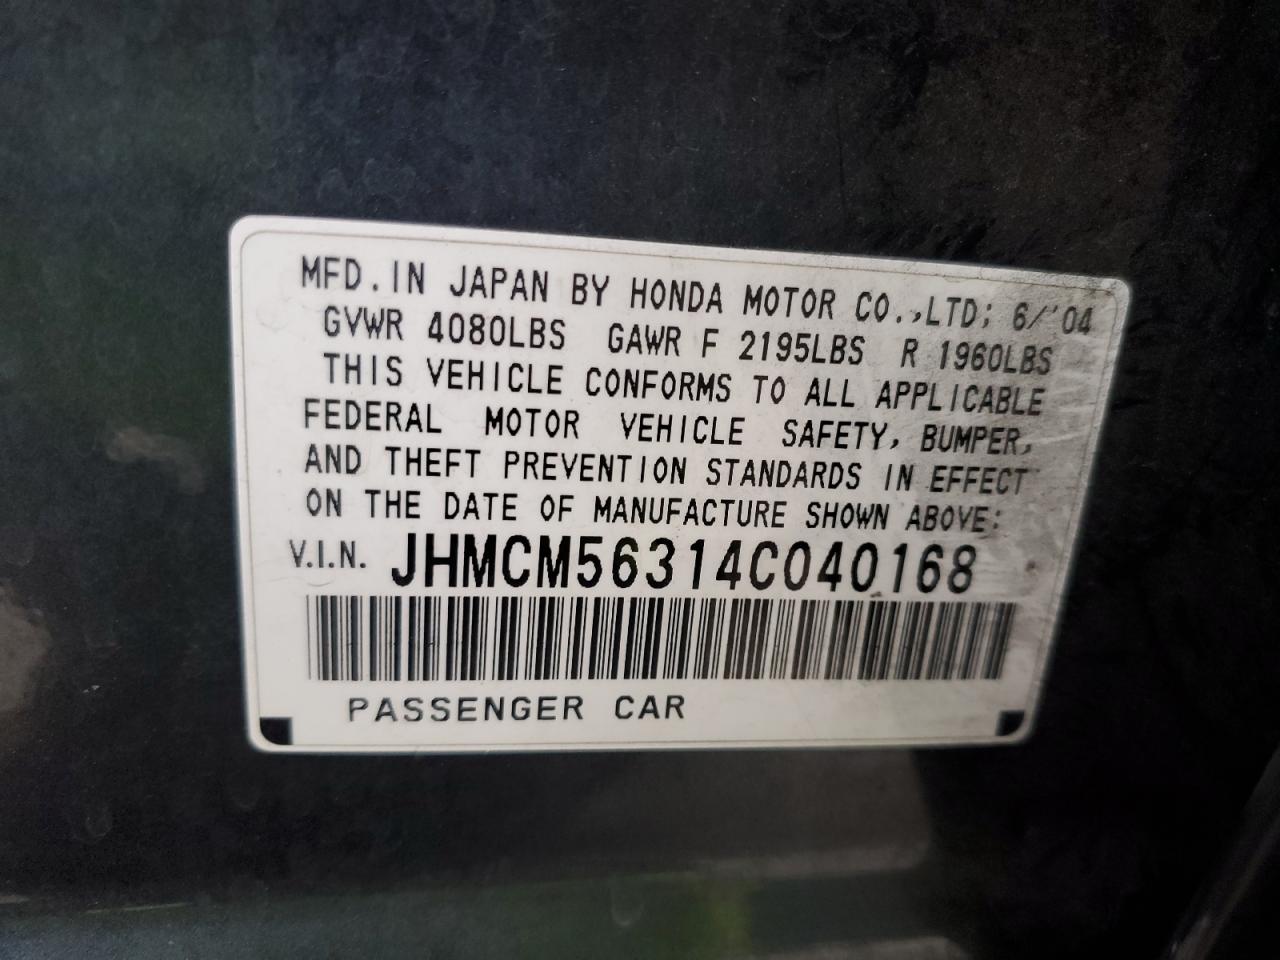 MFD. IN JAPAN BY HONDA MOTOR CO.,LTD; 6/'04
GVWR 4080LBS GAWR F 2195LBS R 1960LBS
THIS VEHICLE CONFORMS TO ALL APPLICABLE
FEDERAL MOTOR VEHICLE SAFETY, BUMPER,
AND THEFT PREVENTION STANDARDS IN EFFECT
ON THE DATE OF MANUFACTURE SHOWN ABOVE:
V.I.N. JHMCM56314C040168
PASSENGER CAR